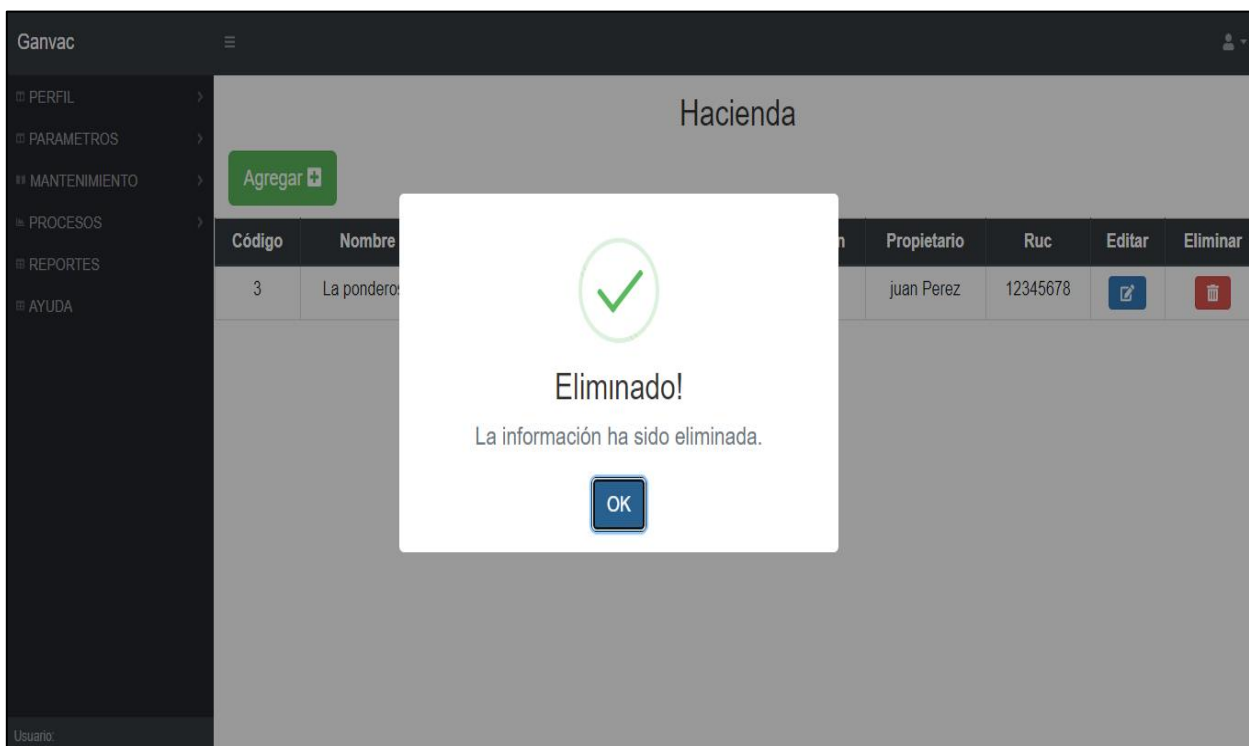 Ganvac
PERFIL
PARAMETROS
MANTENIMIENTO
PROCESOS
REPORTES
AYUDA
Usuario:
Hacienda
Agregar
Código Nombre n Propietario Ruc Editar Eliminar
3 La ponderos juan Perez 12345678
Eliminado!
La información ha sido eliminada.
OK